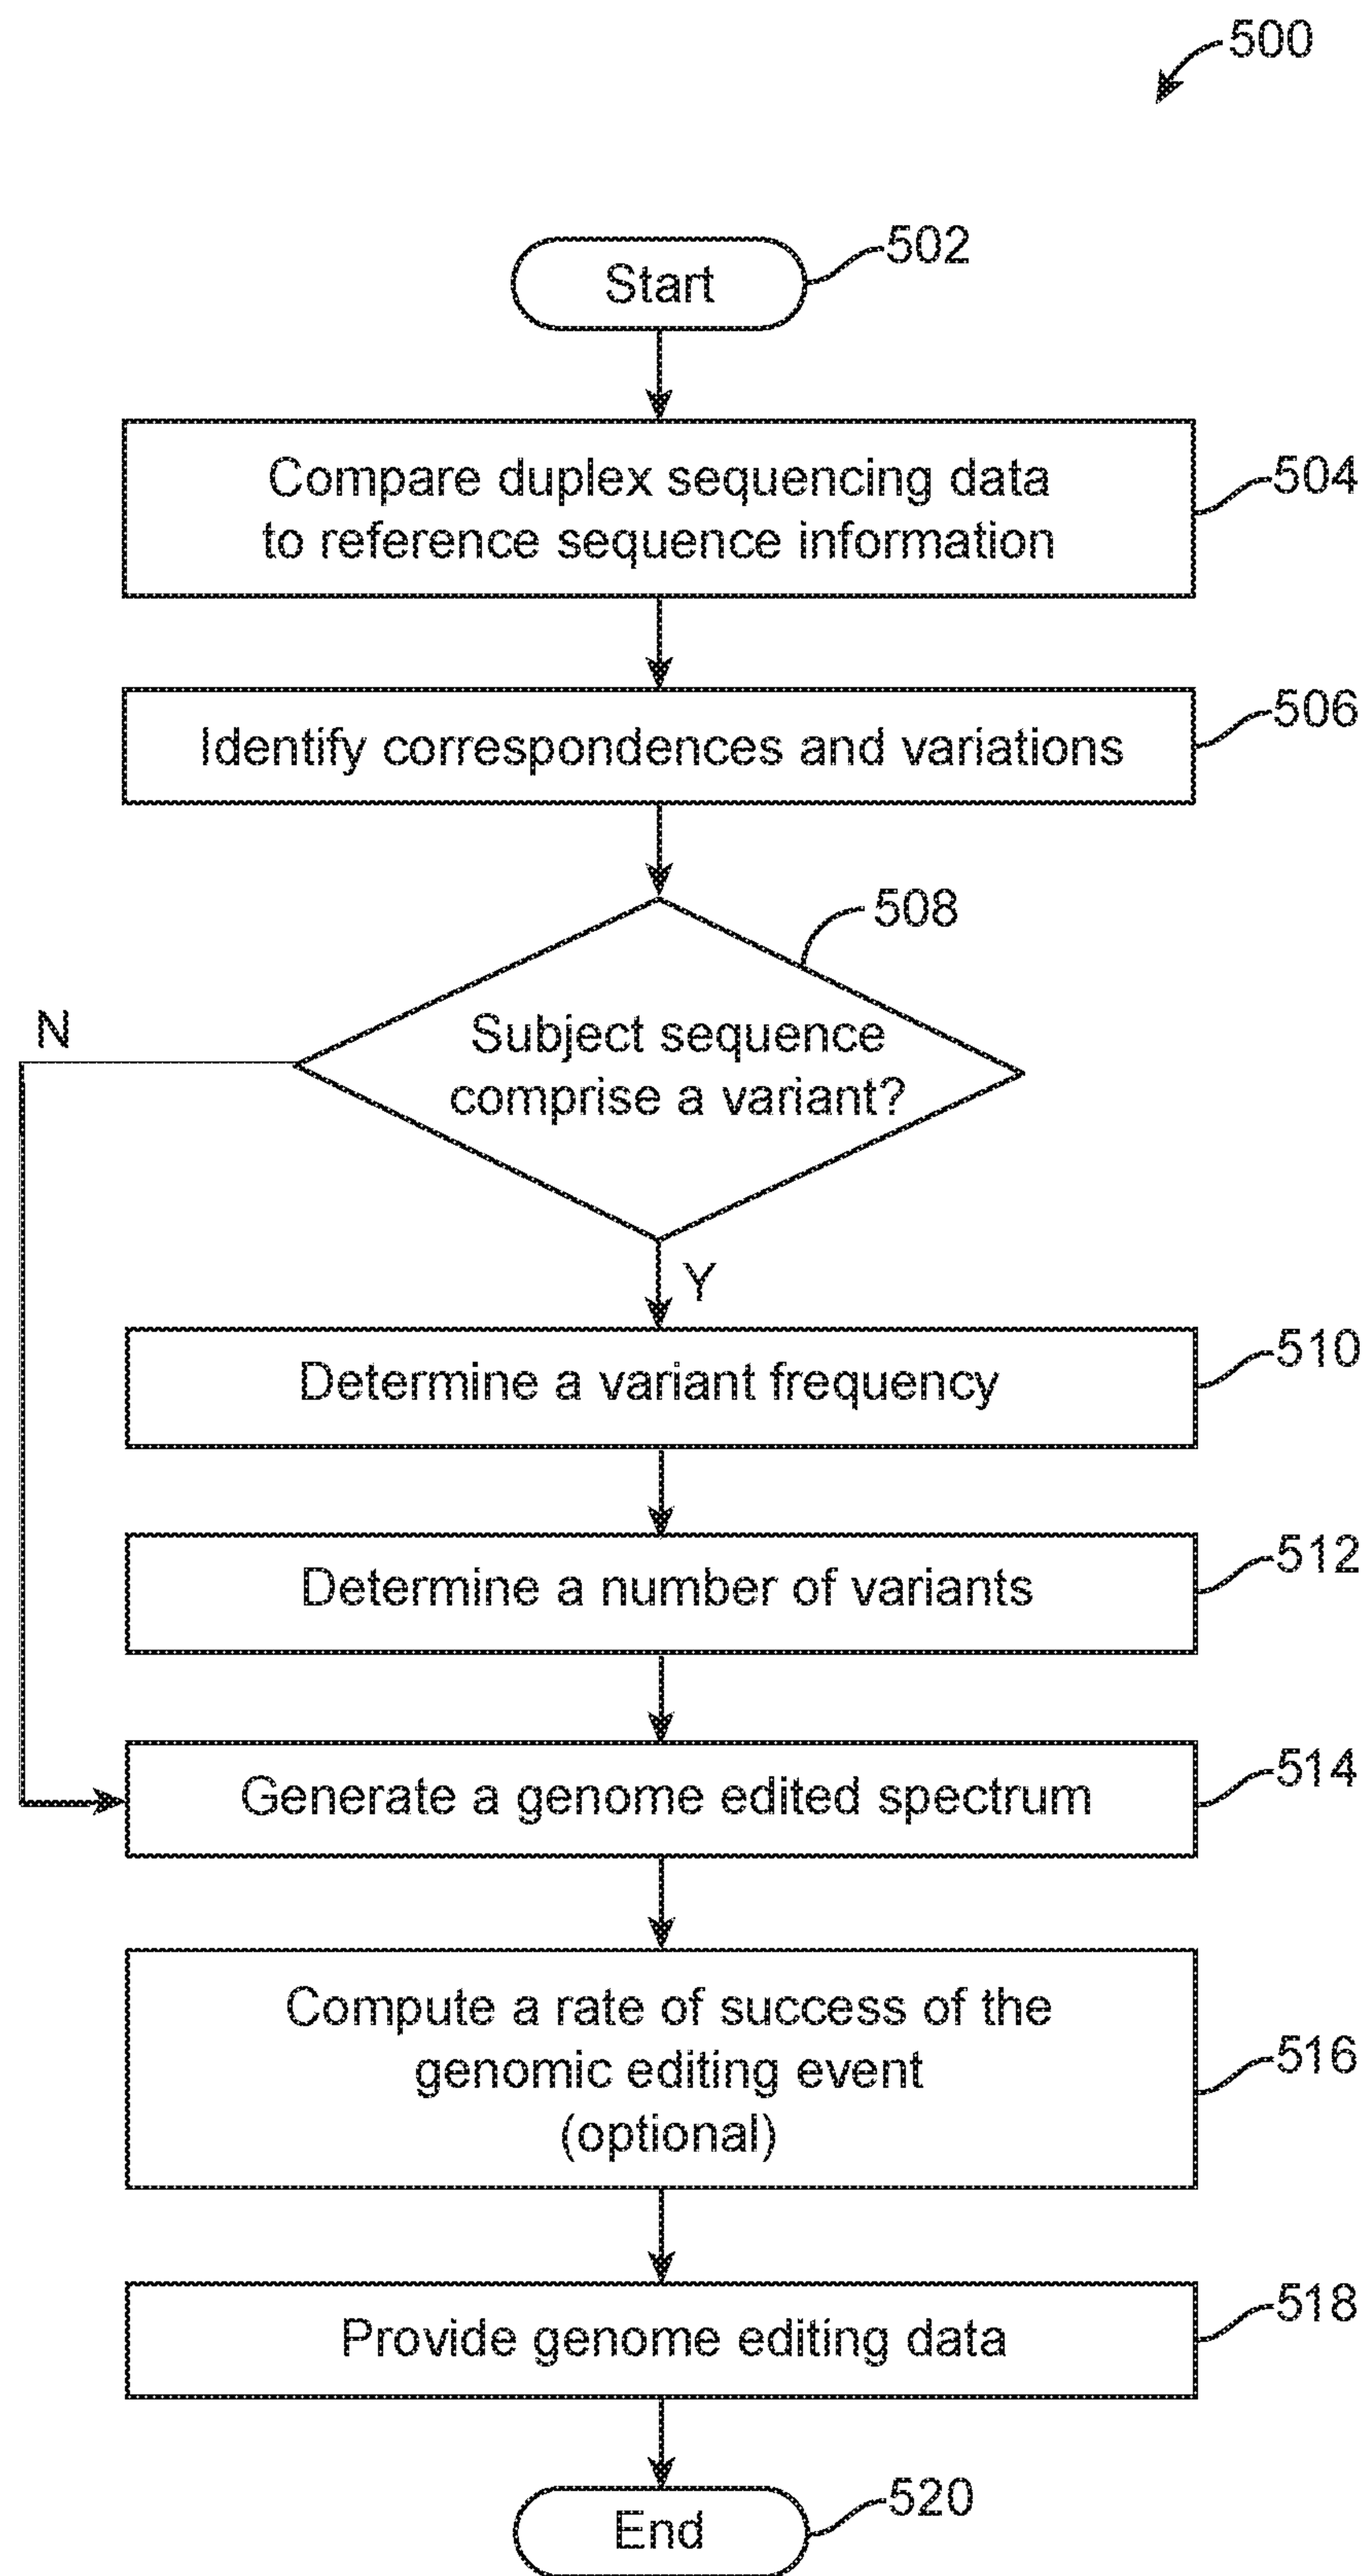 500
Start
502
Compare duplex sequencing data
to reference sequence information
504
Identify correspondences and variations
506
508
N
Subject sequence
comprise a variant?
Y
Determine a variant frequency
510
Determine a number of variants
512
Generate a genome edited spectrum
514
Compute a rate of success of the
genomic editing event
(optional)
516
Provide genome editing data
518
End
520